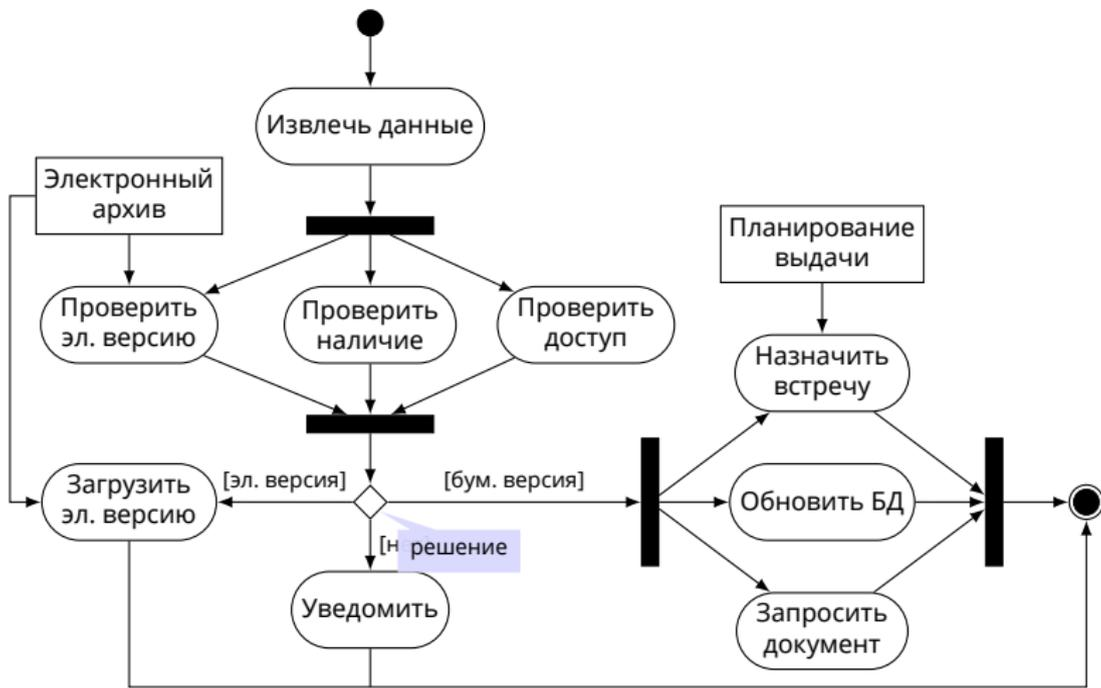 Извлечь данные
Электронный
архив
Планирование
выдачи
Проверить
эл. версию
Проверить
наличие
Проверить
доступ
Назначить
встречу
[эл. версия]
[бум. версия]
Загрузить
эл. версию
Обновить БД
решение
Уведомить
Запросить
документ